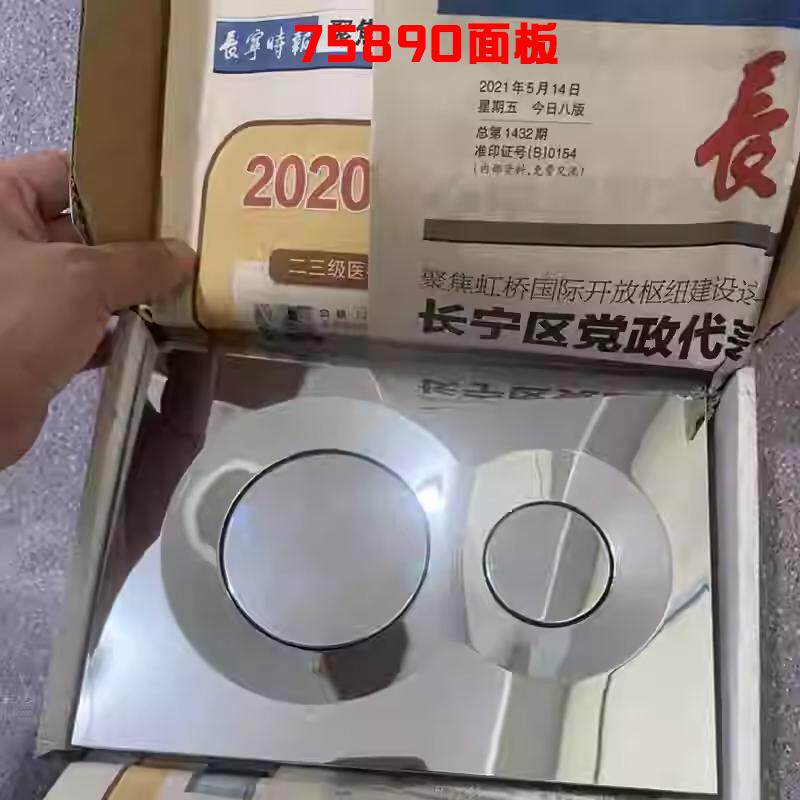 75890面板
長寧時報
聚焦
2021年5月14日
星期五 今日八版
总第1432期
准印证号(B)0154
(内部资料,免费交流)
長
2020
二三级医
聚焦虹桥国际开放枢纽建设
长宁区党政代